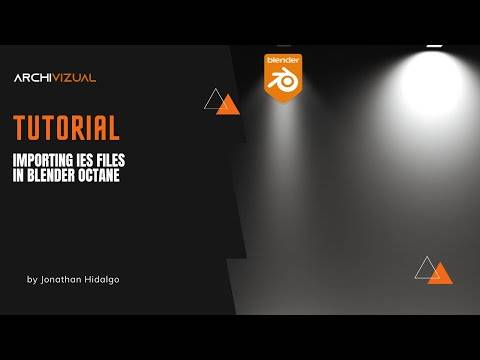 ARCHIVIZUAL
blender
TUTORIAL
IMPORTING IES FILES
IN BLENDER OCTANE
by Jonathan Hidalgo